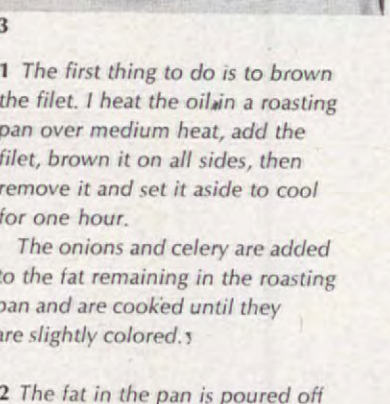 3
1 The first thing to do is to brown
the filet. I heat the oil in a roasting
pan over medium heat, add the
filet, brown it on all sides, then
remove it and set it aside to cool
for one hour.
The onions and celery are added
to the fat remaining in the roasting
pan and are cooked until they
are slightly colored.
2 The fat in the pan is poured off